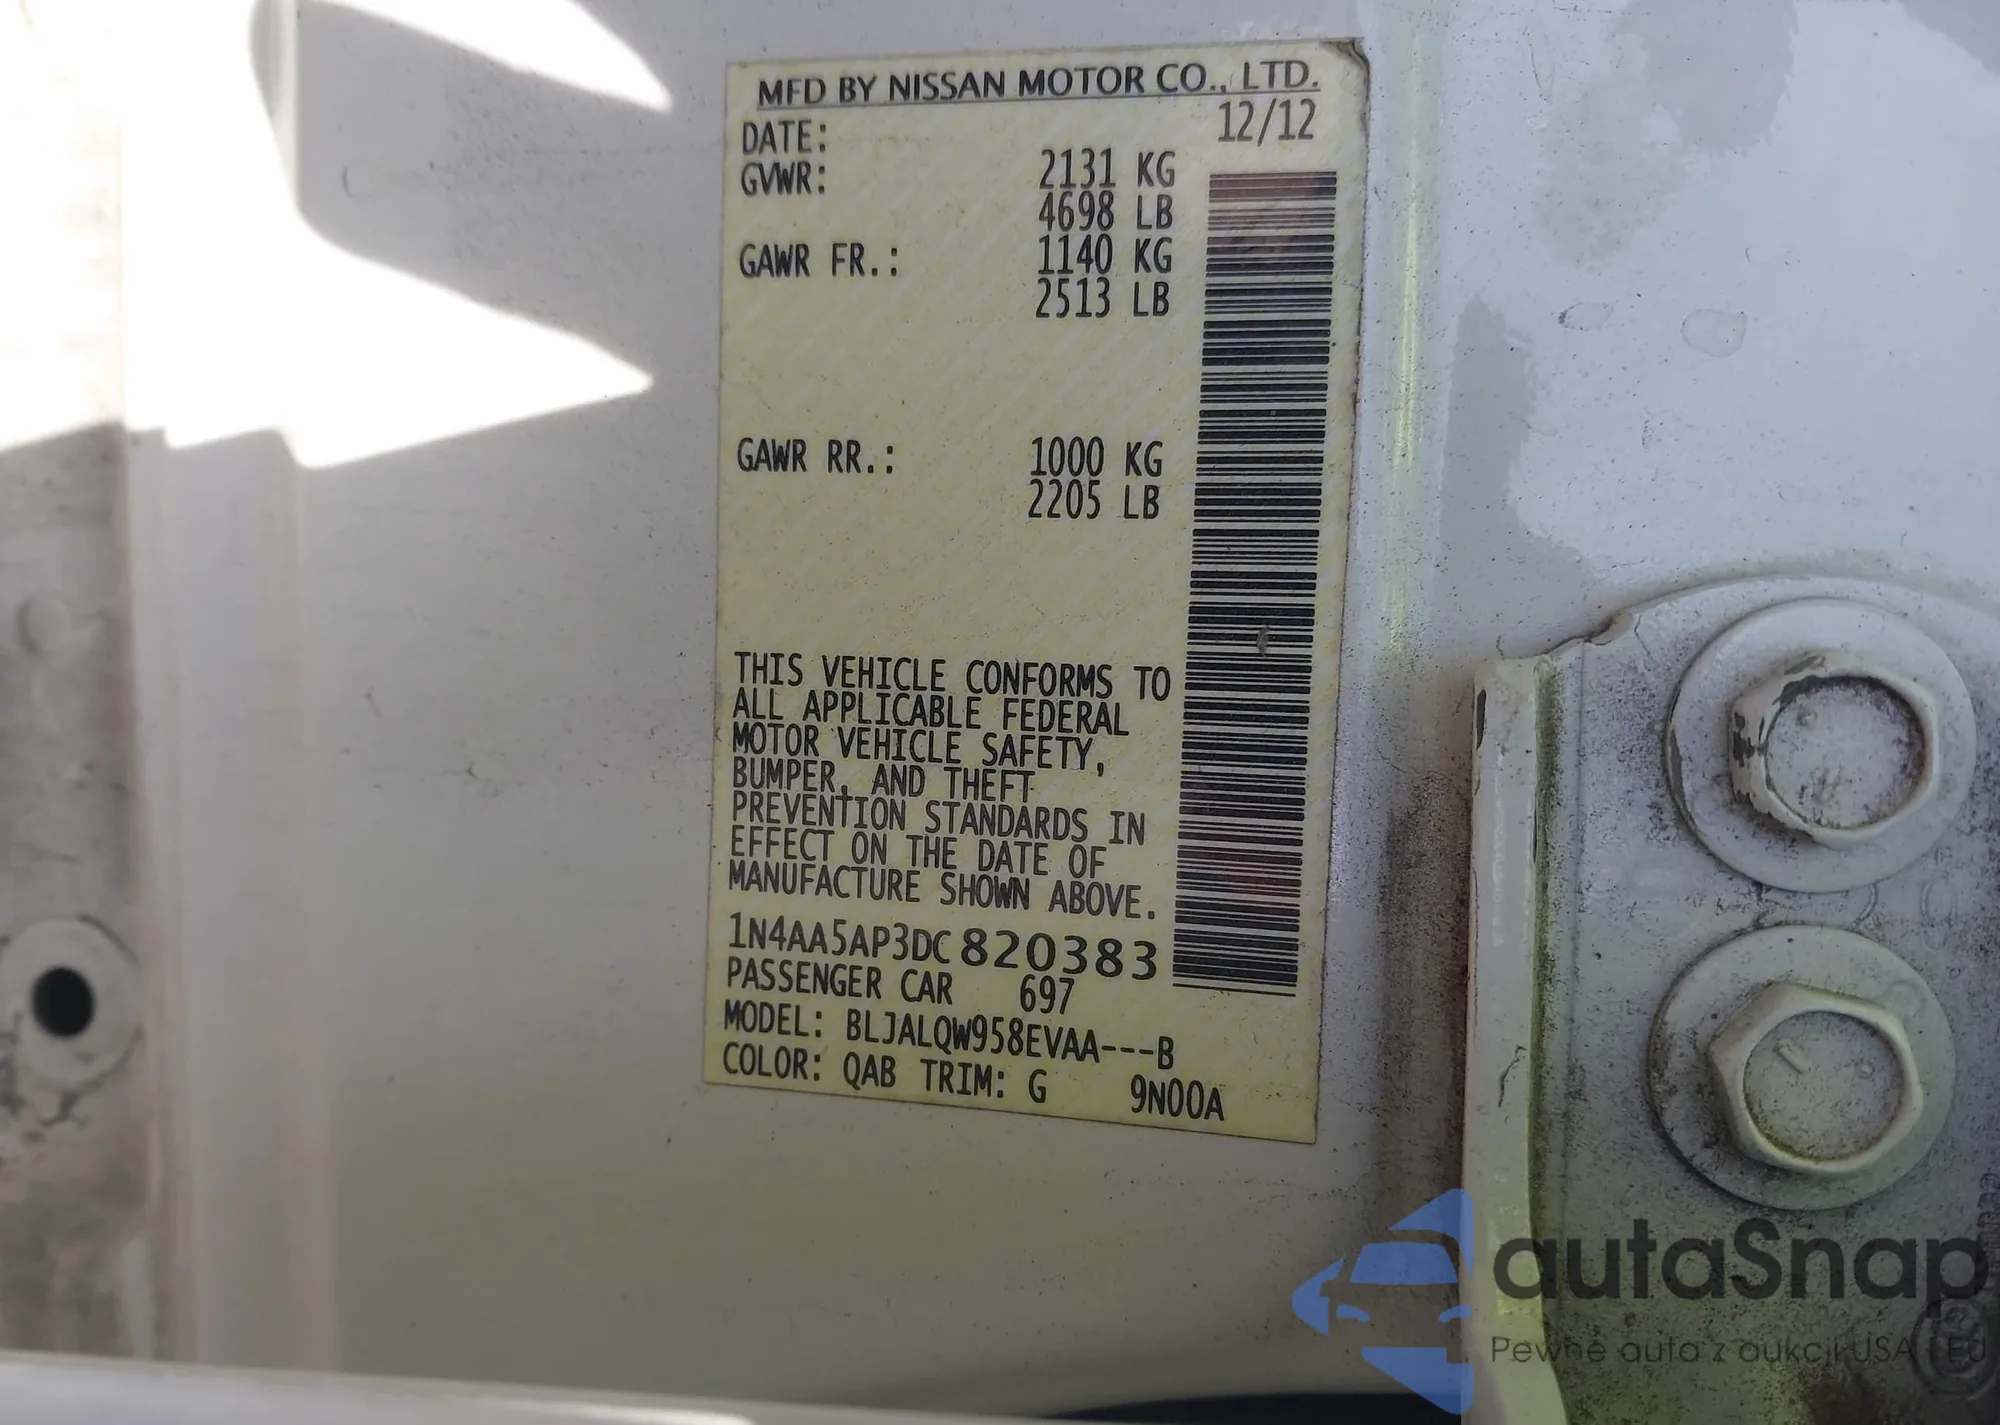 MFD BY NISSAN MOTOR CO., LTD.
DATE: 12/12
GVWR: 2131 KG
4698 LB
GAWR FR.: 1140 KG
2513 LB
GAWR RR.: 1000 KG
2205 LB
THIS VEHICLE CONFORMS TO
ALL APPLICABLE FEDERAL
MOTOR VEHICLE SAFETY,
BUMPER, AND THEFT
PREVENTION STANDARDS IN
EFFECT ON THE DATE OF
MANUFACTURE SHOWN ABOVE.
1N4AA5AP3DC820383
PASSENGER CAR 697
MODEL: BLJALQW958EVAA---B
COLOR: QAB TRIM: G 9N00A
autaSnap
Pewne auta z aukcji USA i EU